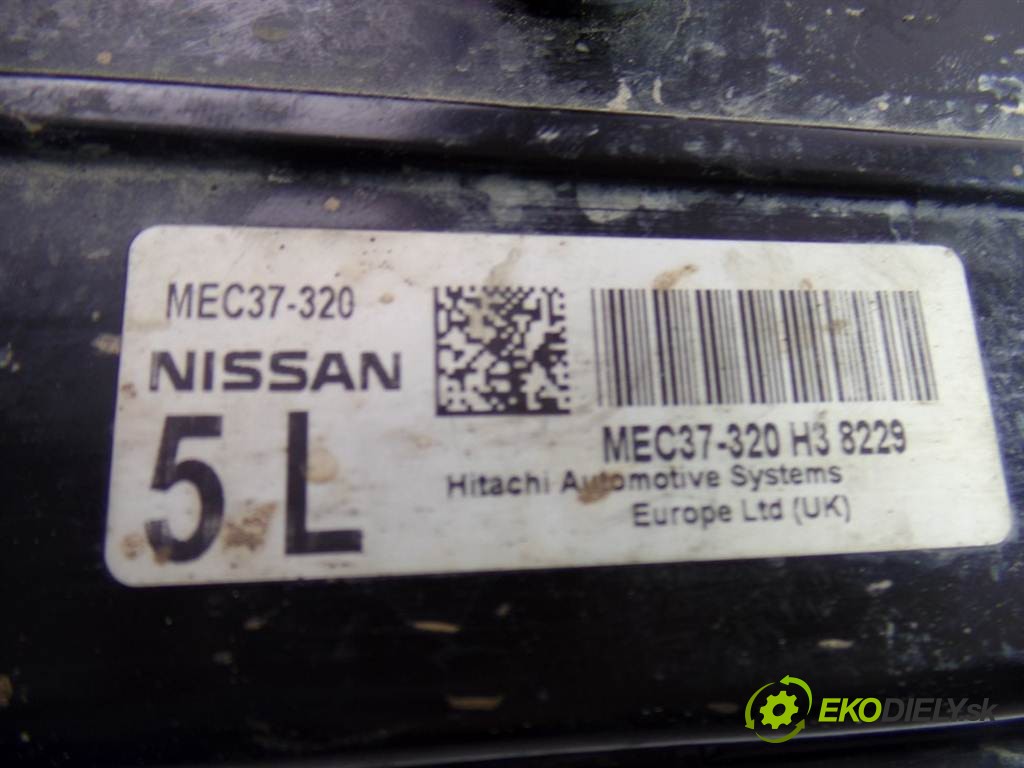 MEC37-320
NISSAN
5 L
MEC37-320 H3 8229
Hitachi Automotive Systems
Europe Ltd (UK)
EKODIELY.sk